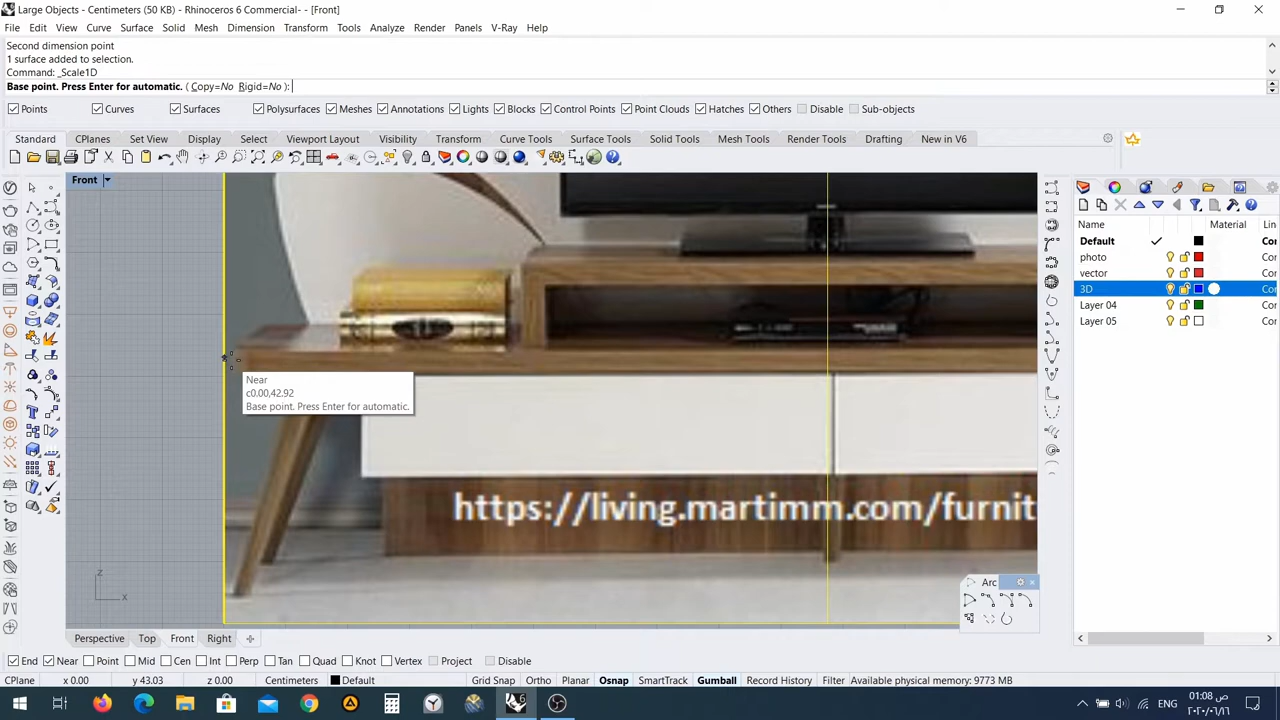 Large Objects - Centimeters (50 KB) - Rhinoceros 6 Commercial- - [Front]
File Edit View Curve Surface Solid Mesh Dimension Transform Tools Analyze Render Panels V-Ray Help
Second dimension point
1 surface added to selection.
Command: _Scale1D
Base point. Press Enter for automatic. ( Copy=No Rigid=No ):
Points Curves Surfaces Polysurfaces Meshes Annotations Lights Blocks Control Points Point Clouds Hatches Others Disable Sub-objects
Standard CPlanes Set View Display Select Viewport Layout Visibility Transform Curve Tools Surface Tools Solid Tools Mesh Tools Render Tools Drafting New in V6
Front
Name Material Lin
Default Cor
photo Cor
vector Cor
3D Cor
Layer 04 Cor
Layer 05 Cor
Near
c0.00,42.92
Base point. Press Enter for automatic.
https://living.martimm.com/furnit
z
x
Arc
Perspective Top Front Right
End Near Point Mid Cen Int Perp Tan Quad Knot Vertex Project Disable
CPlane x 0.00 y 43.03 z 0.00 Centimeters Default Grid Snap Ortho Planar Osnap SmartTrack Gumball Record History Filter Available physical memory: 9773 MB
ENG
01:08 ص